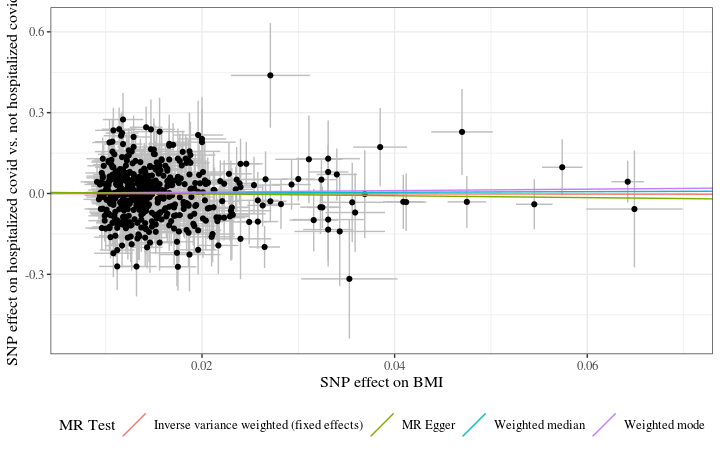 SNP effect on hospitalized covid vs. not hospitalized covid
0.6
0.3
0.0
-0.3
0.02
0.04
0.06
SNP effect on BMI
MR Test
Inverse variance weighted (fixed effects)
MR Egger
Weighted median
Weighted mode